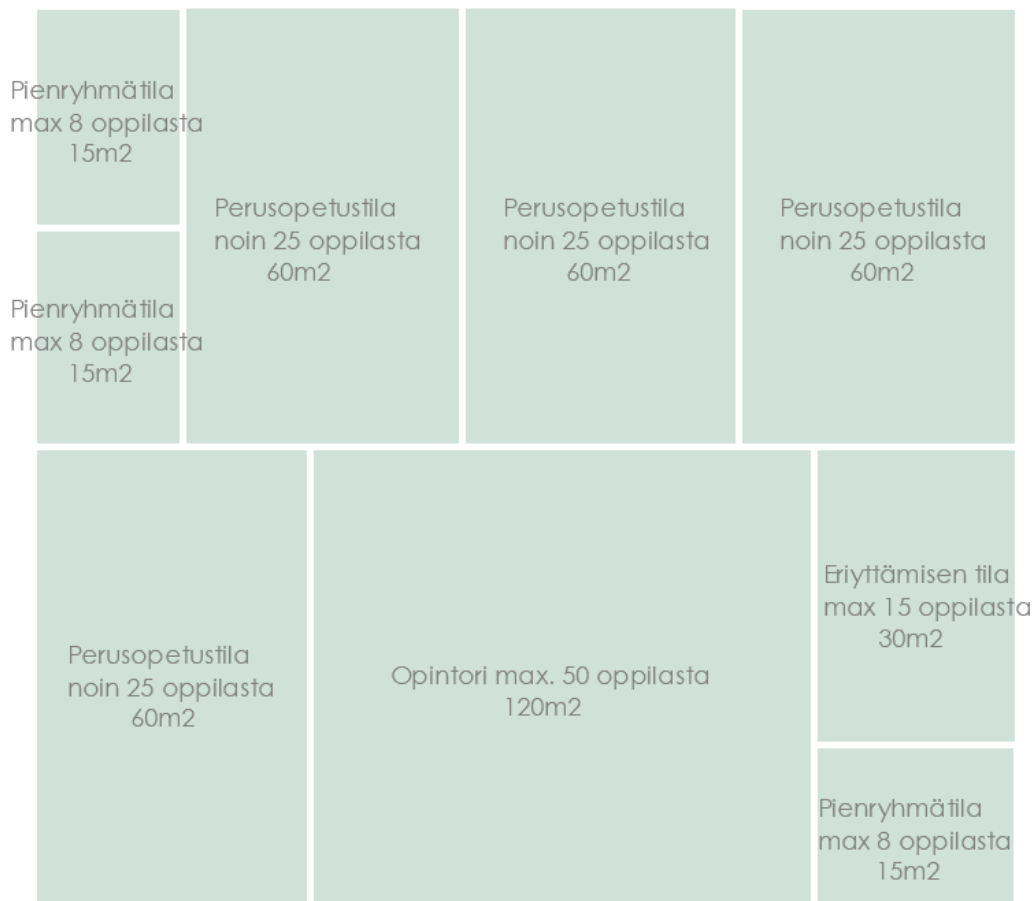 Pienryhmätila
max 8 oppilasta
15m2
Perusopetustila
noin 25 oppilasta
60m2
Perusopetustila
noin 25 oppilasta
60m2
Perusopetustila
noin 25 oppilasta
60m2
Pienryhmätila
max 8 oppilasta
15m2
Perusopetustila
noin 25 oppilasta
60m2
Opintori max. 50 oppilasta
120m2
Eriyttämisen tila
max 15 oppilasta
30m2
Pienryhmätila
max 8 oppilasta
15m2